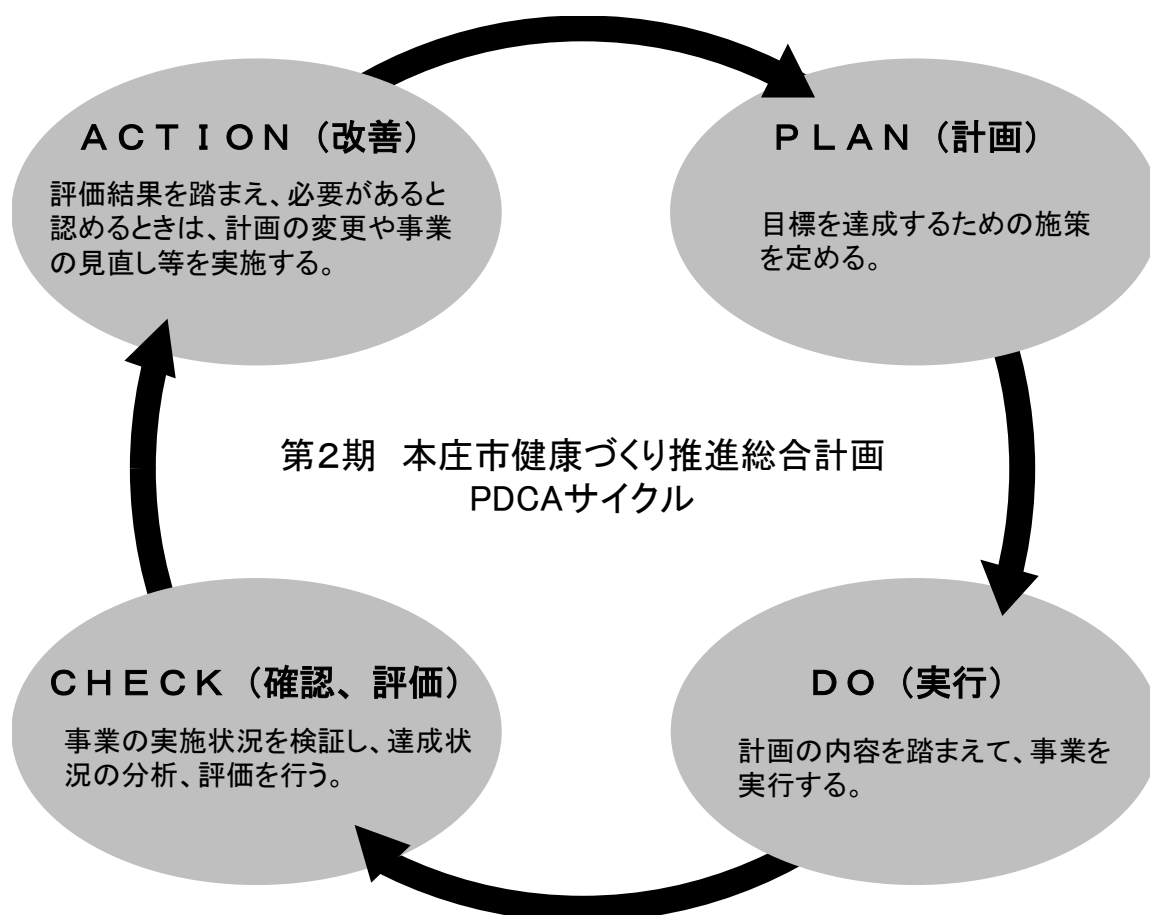 ＡＣＴＩＯＮ（改善）
評価結果を踏まえ、必要があると
認めるときは、計画の変更や事業
の見直し等を実施する。
ＰＬＡＮ（計画）
目標を達成するための施策
を定める。
第２期　本庄市健康づくり推進総合計画
PDCAサイクル
ＣＨＥＣＫ（確認、評価）
事業の実施状況を検証し、達成状
況の分析、評価を行う。
ＤＯ（実行）
計画の内容を踏まえて、事業を
実行する。